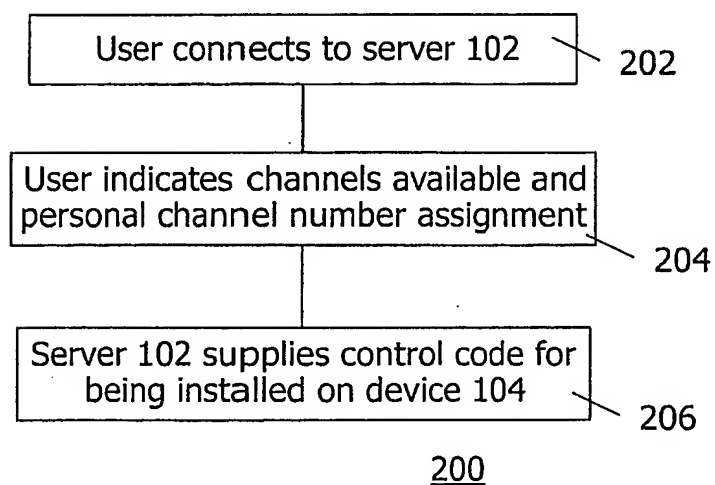 User connects to server 102
202
User indicates channels available and
personal channel number assignment
204
Server 102 supplies control code for
being installed on device 104
206
200